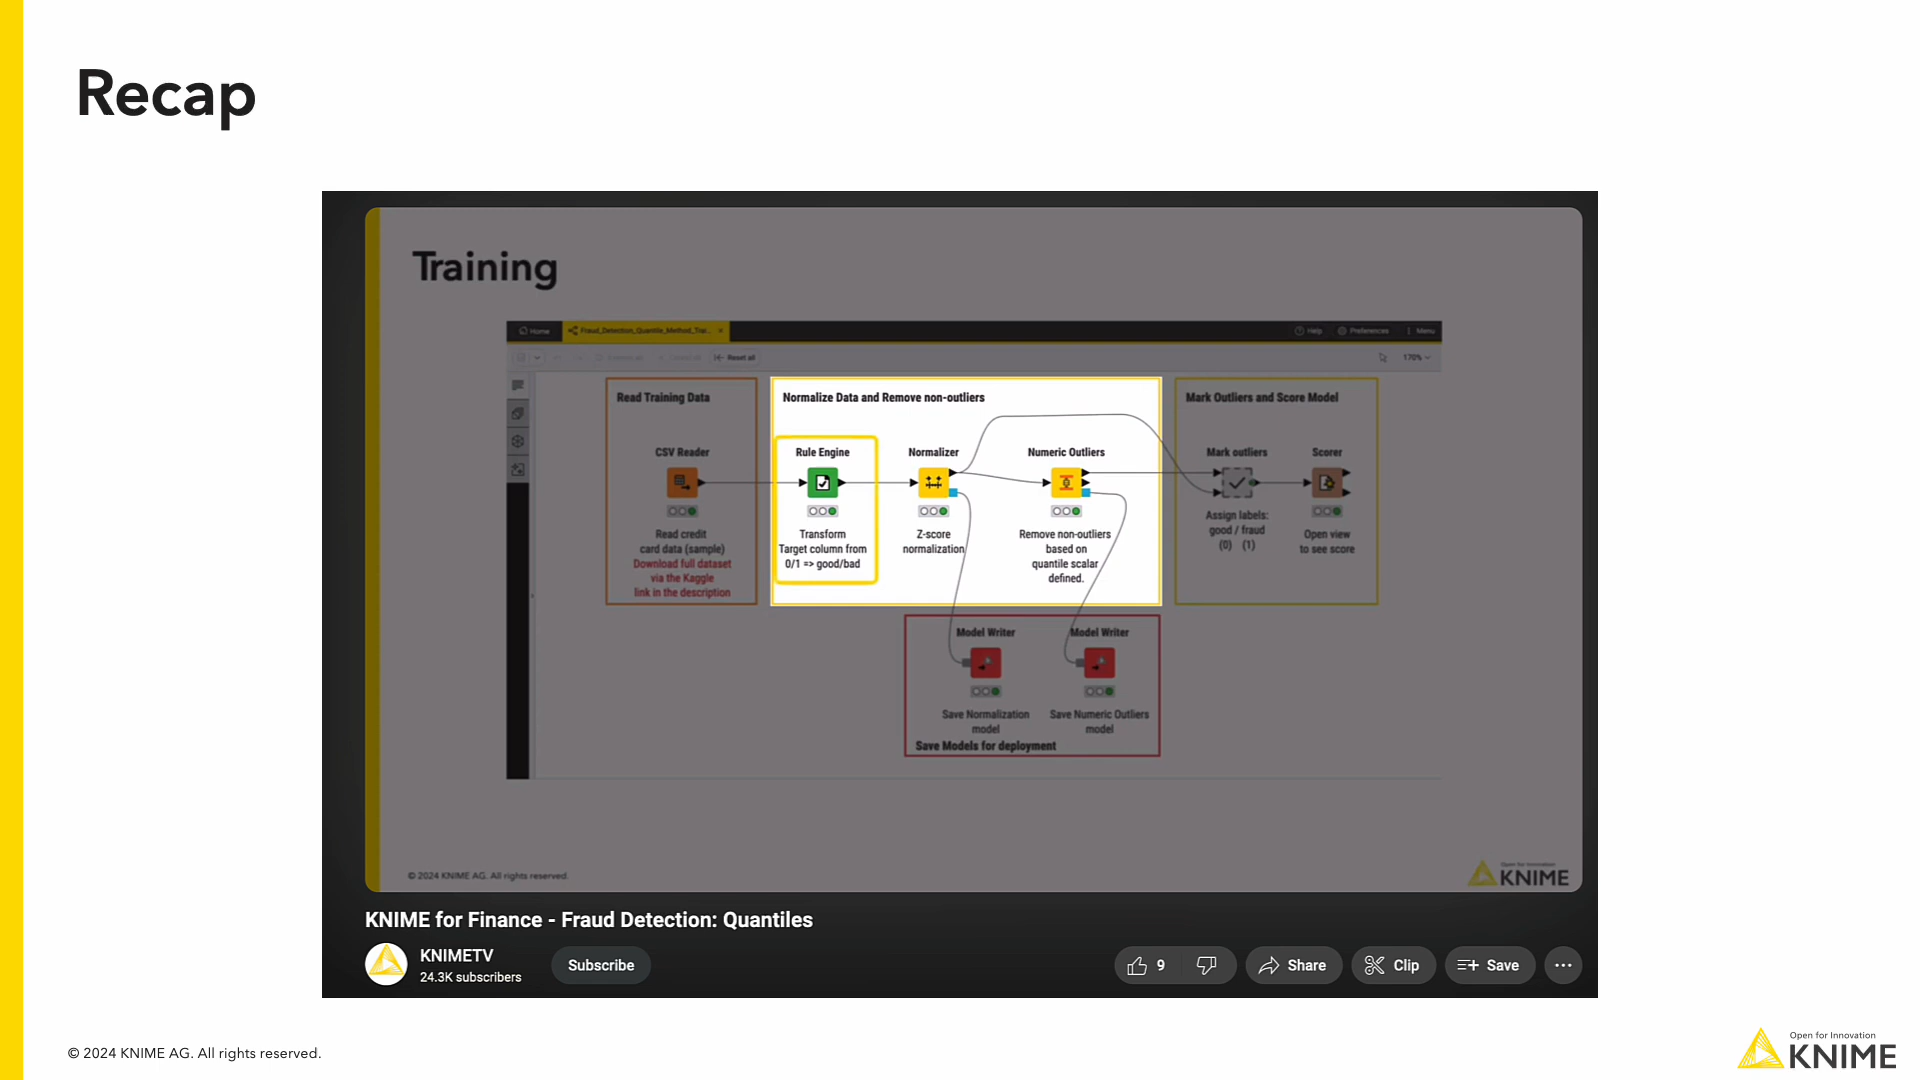 Recap
Training
Home
Fraud_Detection_Quantile_Method_Trai...
Help
Preferences
Menu
Reset all
170%
Read Training Data
CSV Reader
Read credit
card data (sample)
Download full dataset
via the Kaggle
link in the description
Normalize Data and Remove non-outliers
Rule Engine
Transform
Target column from
0/1 => good/bad
Normalizer
Z-score
normalization
Numeric Outliers
Remove non-outliers
based on
quantile scalar
defined.
Mark Outliers and Score Model
Mark outliers
Assign labels:
good / fraud
(0) (1)
Scorer
Open view
to see score
Model Writer
Save Normalization
model
Model Writer
Save Numeric Outliers
model
Save Models for deployment
© 2024 KNIME AG. All rights reserved.
Open for Innovation
KNIME
KNIME for Finance - Fraud Detection: Quantiles
KNIMETV
24.3K subscribers
Subscribe
9
Share
Clip
Save
© 2024 KNIME AG. All rights reserved.
Open for Innovation
KNIME